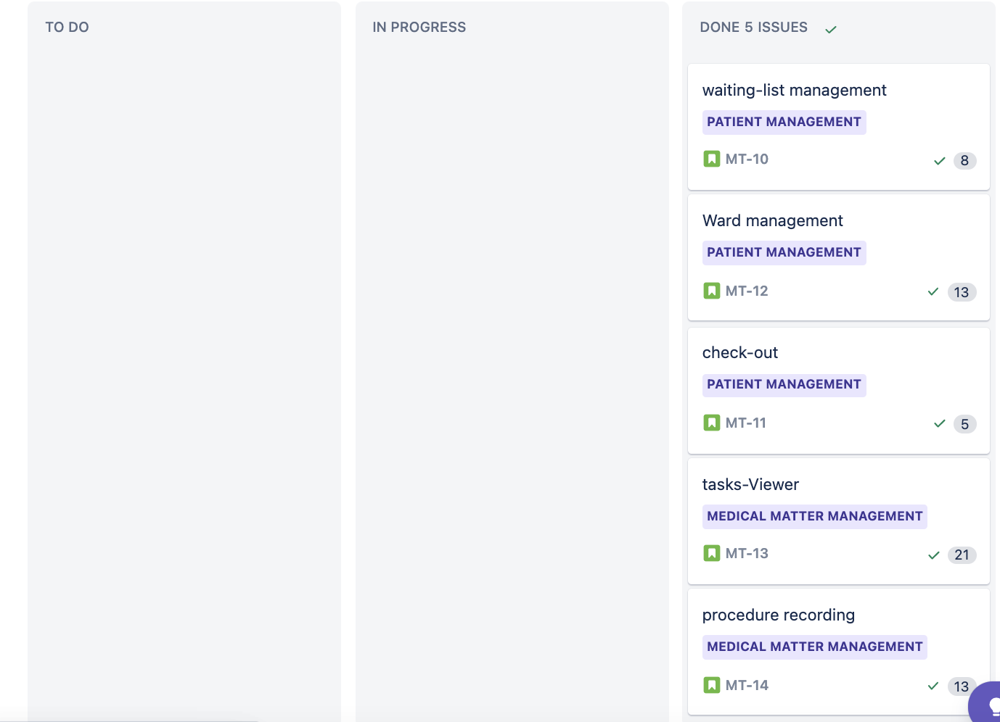 TO DO
IN PROGRESS
DONE 5 ISSUES
waiting-list management
PATIENT MANAGEMENT
MT-10
8
Ward management
PATIENT MANAGEMENT
MT-12
13
check-out
PATIENT MANAGEMENT
MT-11
5
tasks-Viewer
MEDICAL MATTER MANAGEMENT
MT-13
21
procedure recording
MEDICAL MATTER MANAGEMENT
MT-14
13